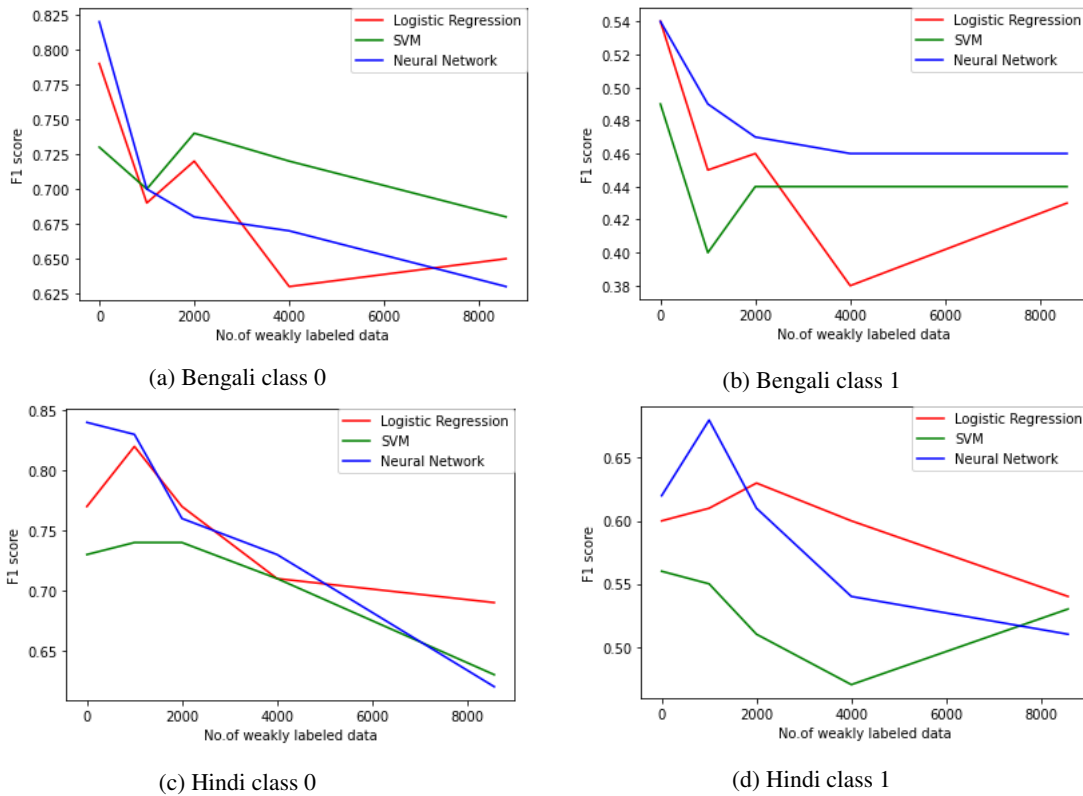 0.825
0.800
0.775
0.750
0.725
0.700
0.675
0.650
0.625
F1 score
0
2000
4000
6000
8000
No.of weakly labeled data
Logistic Regression
SVM
Neural Network
(a) Bengali class 0
0.54
0.52
0.50
0.48
0.46
0.44
0.42
0.40
0.38
F1 score
0
2000
4000
6000
8000
No.of weakly labeled data
Logistic Regression
SVM
Neural Network
(b) Bengali class 1
0.85
0.80
0.75
0.70
0.65
F1 score
0
2000
4000
6000
8000
No.of weakly labeled data
Logistic Regression
SVM
Neural Network
(c) Hindi class 0
0.65
0.60
0.55
0.50
F1 score
0
2000
4000
6000
8000
No.of weakly labeled data
Logistic Regression
SVM
Neural Network
(d) Hindi class 1